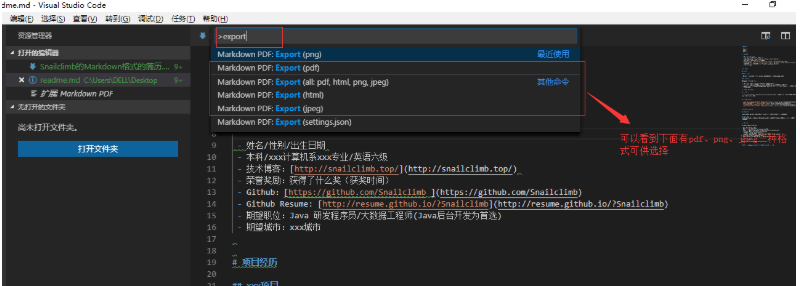 dme.md - Visual Studio Code
编辑(E) 选择(S) 查看(V) 转到(G) 调试(D) 任务(T) 帮助(H)
资源管理器
打开的编辑器
Snailclimb的Markdown格式的简历.... 9+
readme.md C:\Users\DELL\Desktop 9+
扩展 Markdown PDF
无打开的文件夹
尚未打开文件夹。
打开文件夹
>export
Markdown PDF: Export (png) 最近使用
Markdown PDF: Export (pdf)
Markdown PDF: Export (all: pdf, html, png, jpeg) 其他命令
Markdown PDF: Export (html)
Markdown PDF: Export (jpeg)
Markdown PDF: Export (settings.json)
可以看到下面有pdf、png、
式可供选择
8
9 - 姓名/性别/出生日期
10 - 本科/xxx计算机系xxx专业/英语六级
11 - 技术博客：[http://snailclimb.top/](http://snailclimb.top/)
12 - 荣誉奖励：获得了什么奖（获奖时间）
13 - Github: [https://github.com/Snailclimb ](https://github.com/Snailclimb)
14 - Github Resume: [http://resume.github.io/?Snailclimb](http://resume.github.io/?Snailclimb)
15 - 期望职位：Java 研发程序员/大数据工程师(Java后台开发为首选)
16 - 期望城市：xxx城市
17
18
19 # 项目经历
20
21 ## xxx项目